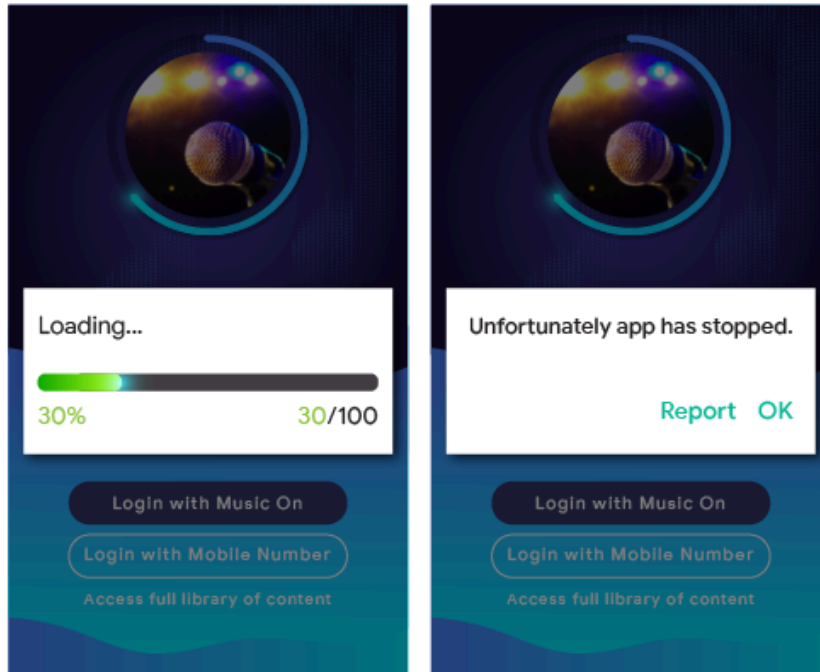 Loading...
30%
30/100
Login with Music On
Login with Mobile Number
Access full library of content
Unfortunately app has stopped.
Report OK
Login with Music On
Login with Mobile Number
Access full library of content